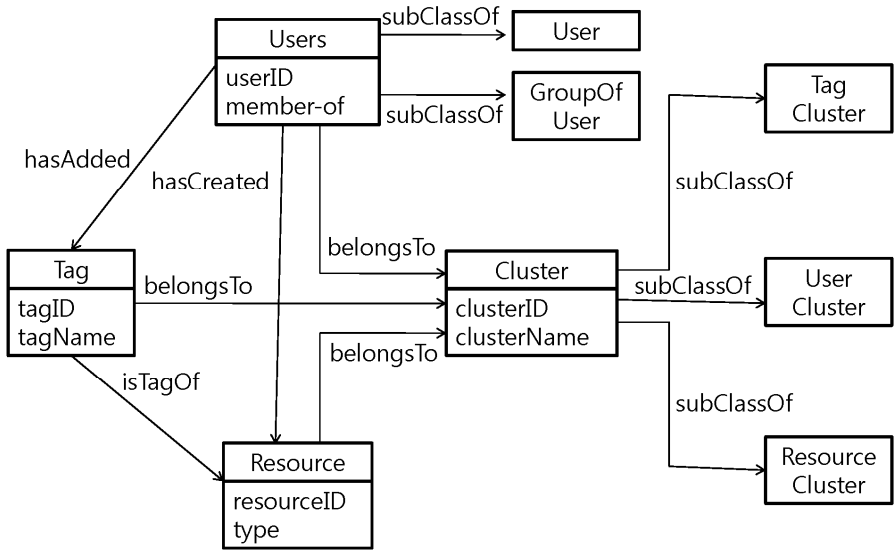 Users
userID
member-of
subClassOf
User
subClassOf
GroupOf
User
Tag
Cluster
hasAdded
hasCreated
subClassOf
belongsTo
Tag
tagID
tagName
belongsTo
Cluster
clusterID
clusterName
subClassOf
User
Cluster
belongsTo
isTagOf
subClassOf
Resource
resourceID
type
Resource
Cluster